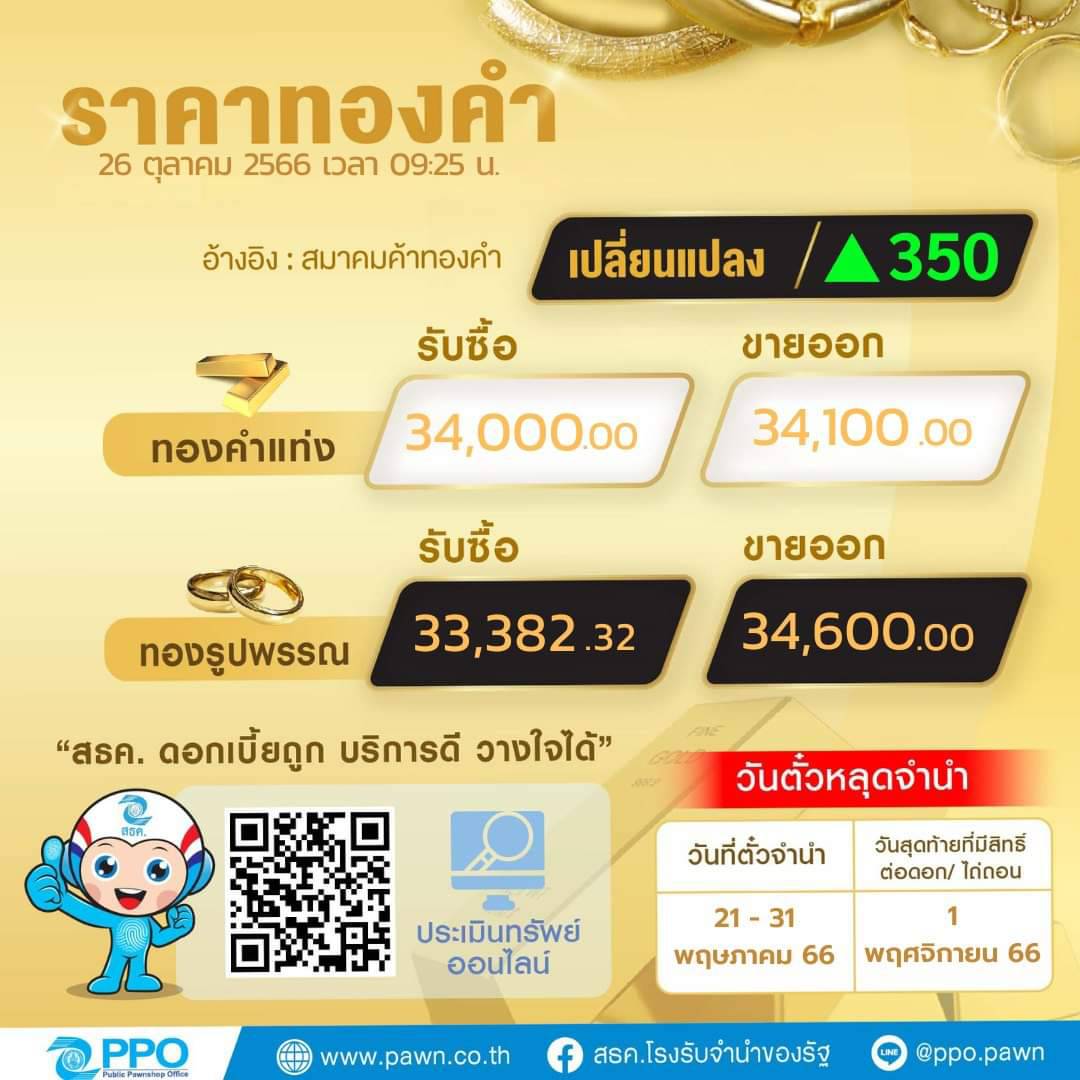 ราคาทองคำ
26 ตุลาคม 2566 เวลา 09:25 น.
อ้างอิง : สมาคมค้าทองคำ
เปลี่ยนแปลง / ▲350
รับซื้อ ขายออก
ทองคำแท่ง 34,000.00 34,100.00
รับซื้อ ขายออก
ทองรูปพรรณ 33,382.32 34,600.00
FINE
GOLD
999.9
“สธค. ดอกเบี้ยถูก บริการดี วางใจได้”
สธค.
ประเมินทรัพย์
ออนไลน์
วันตั๋วหลุดจำนำ
วันที่ตั๋วจำนำ
วันสุดท้ายที่มีสิทธิ์
ต่อดอก/ ไถ่ถอน
21 - 31
พฤษภาคม 66
1
พฤศจิกายน 66
PPO
Public Pawnshop Office
www.pawn.co.th
สธค.โรงรับจำนำของรัฐ
LINE
@ppo.pawn